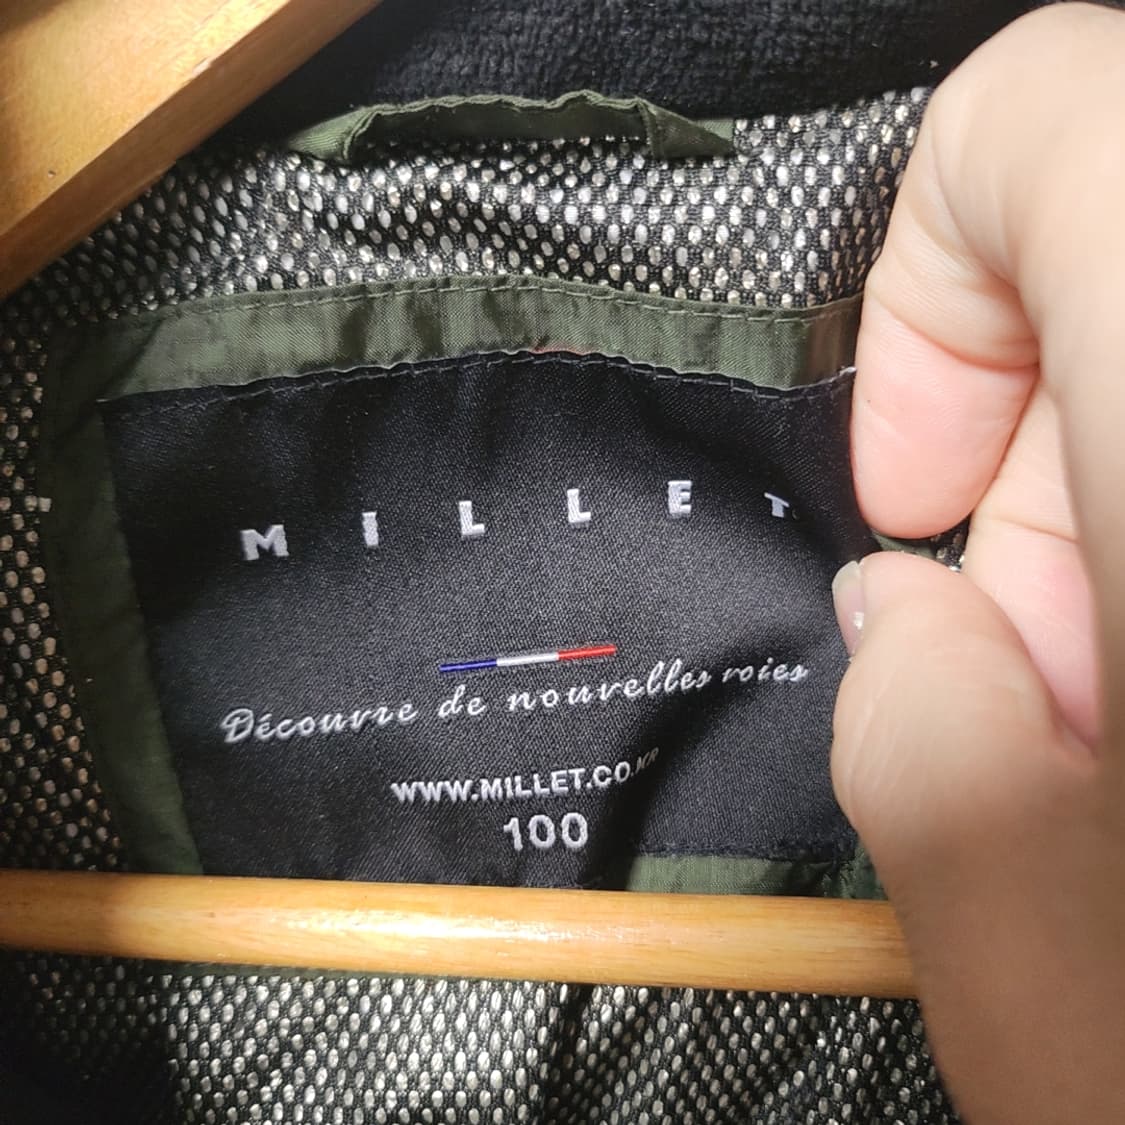 MILLET
Découvre de nouvelles voies
WWW.MILLET.CO.KR
100